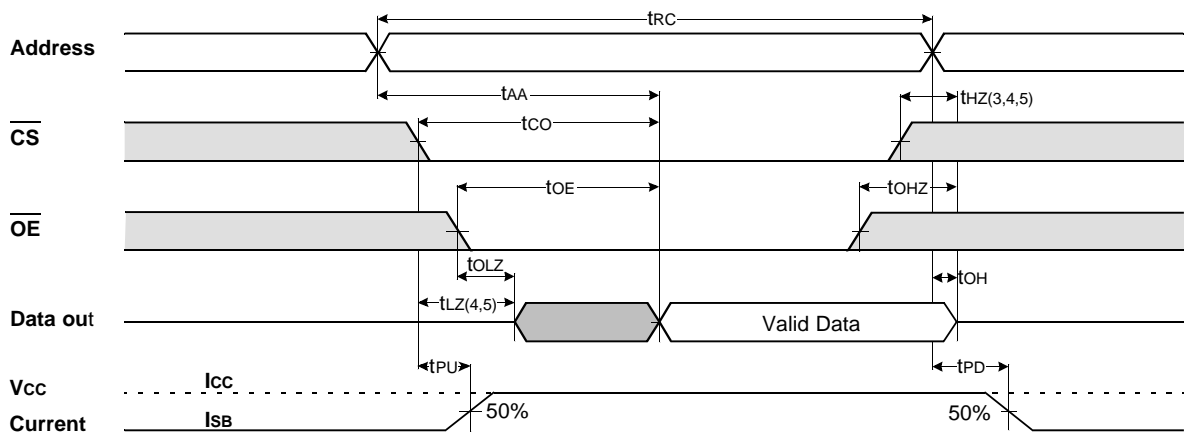 tRC
Address
tAA
tHZ(3,4,5)
CS
tCO
tOE
tOHZ
OE
tOLZ
tOH
tLZ(4,5)
Data out
Valid Data
tPU
tPD
VCC
ICC
50%
50%
Current
ISB